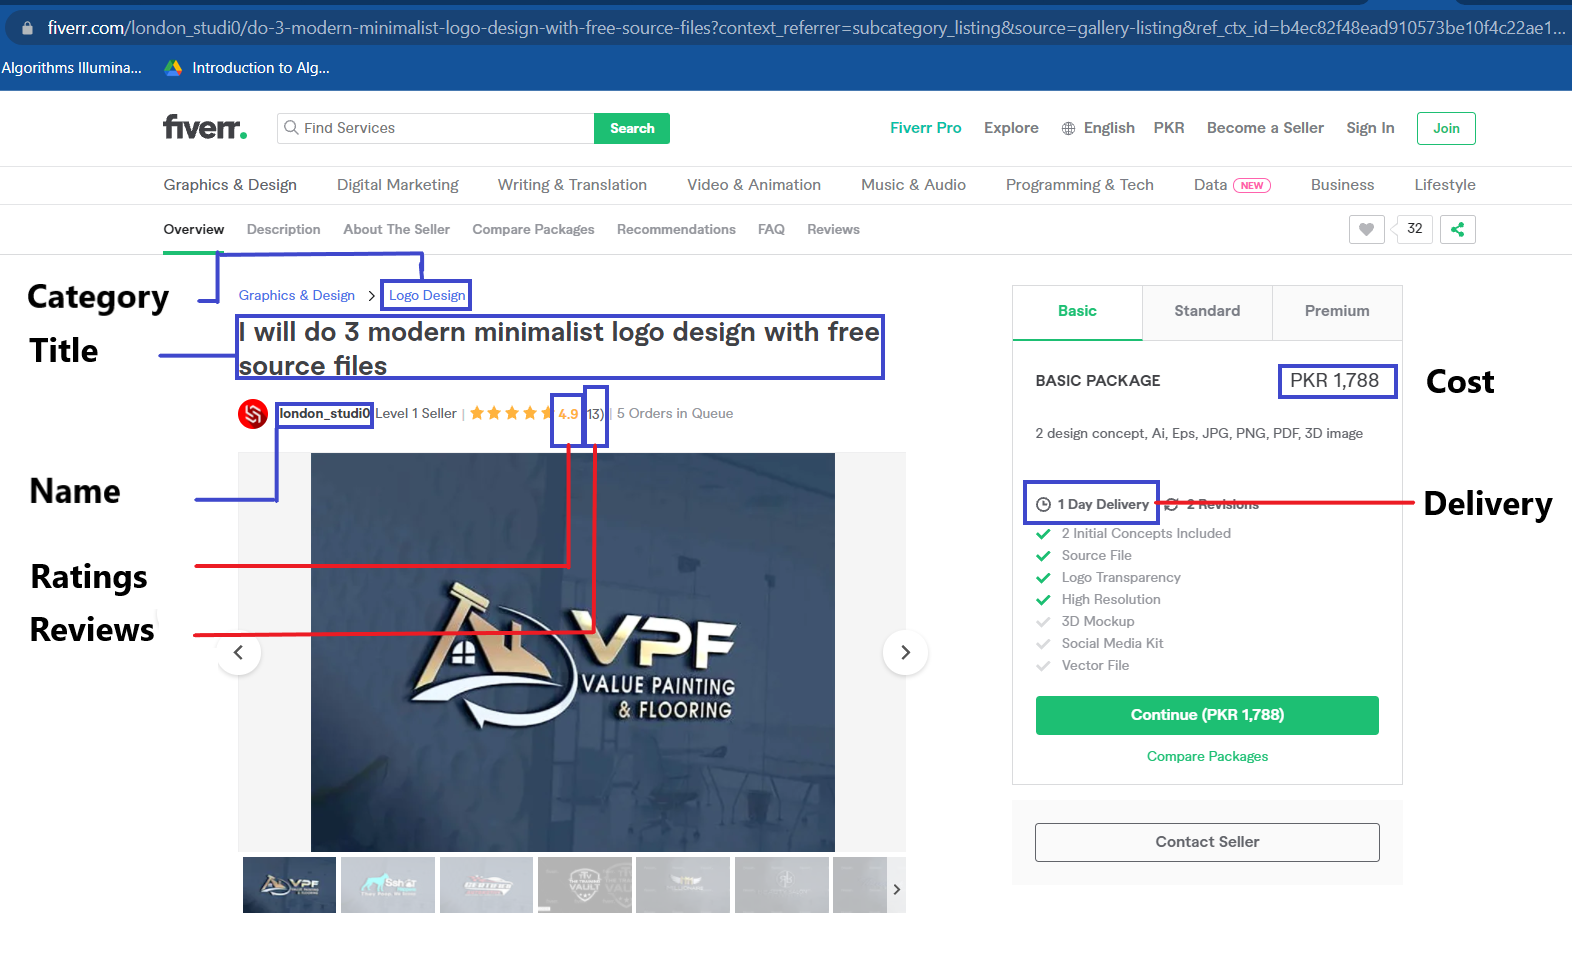 fiverr.com/london_studi0/do-3-modern-minimalist-logo-design-with-free-source-files?context_referrer=subcategory_listing&source=gallery-listing&ref_ctx_id=b4ec82f48ead910573be10f4c22ae1...
Algorithms Illumina... Introduction to Alg...
fiverr. Find Services Search Fiverr Pro Explore English PKR Become a Seller Sign In Join
Graphics & Design Digital Marketing Writing & Translation Video & Animation Music & Audio Programming & Tech Data NEW Business Lifestyle
Overview Description About The Seller Compare Packages Recommendations FAQ Reviews 32
Category
Graphics & Design > Logo Design
Title
I will do 3 modern minimalist logo design with free
source files
london_studi0 Level 1 Seller | 4.9 13) | 5 Orders in Queue
Name
Ratings
Reviews
VPF
VALUE PAINTING
& FLOORING
VPF
Basic Standard Premium
BASIC PACKAGE PKR 1,788
Cost
2 design concept, Ai, Eps, JPG, PNG, PDF, 3D image
1 Day Delivery 2 Revisions
Delivery
2 Initial Concepts Included
Source File
Logo Transparency
High Resolution
3D Mockup
Social Media Kit
Vector File
Continue (PKR 1,788)
Compare Packages
Contact Seller